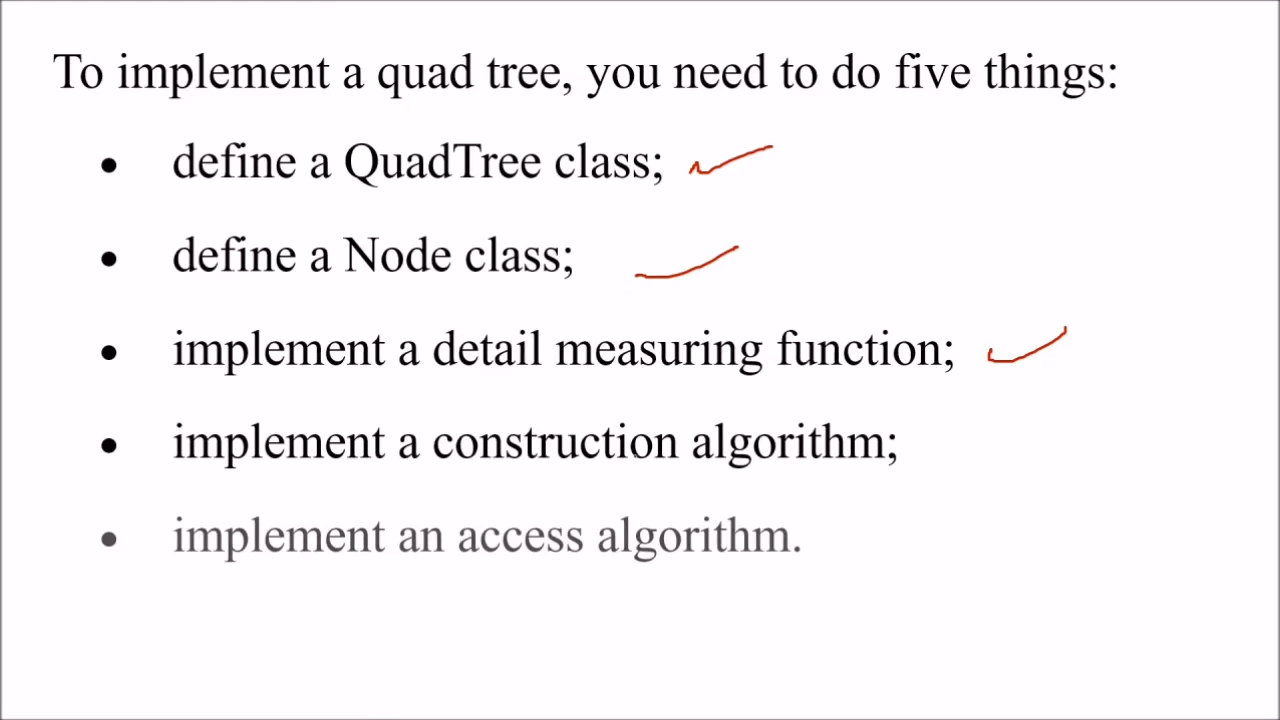 To implement a quad tree, you need to do five things:
• define a QuadTree class;
• define a Node class;
• implement a detail measuring function;
• implement a construction algorithm;
• implement an access algorithm.